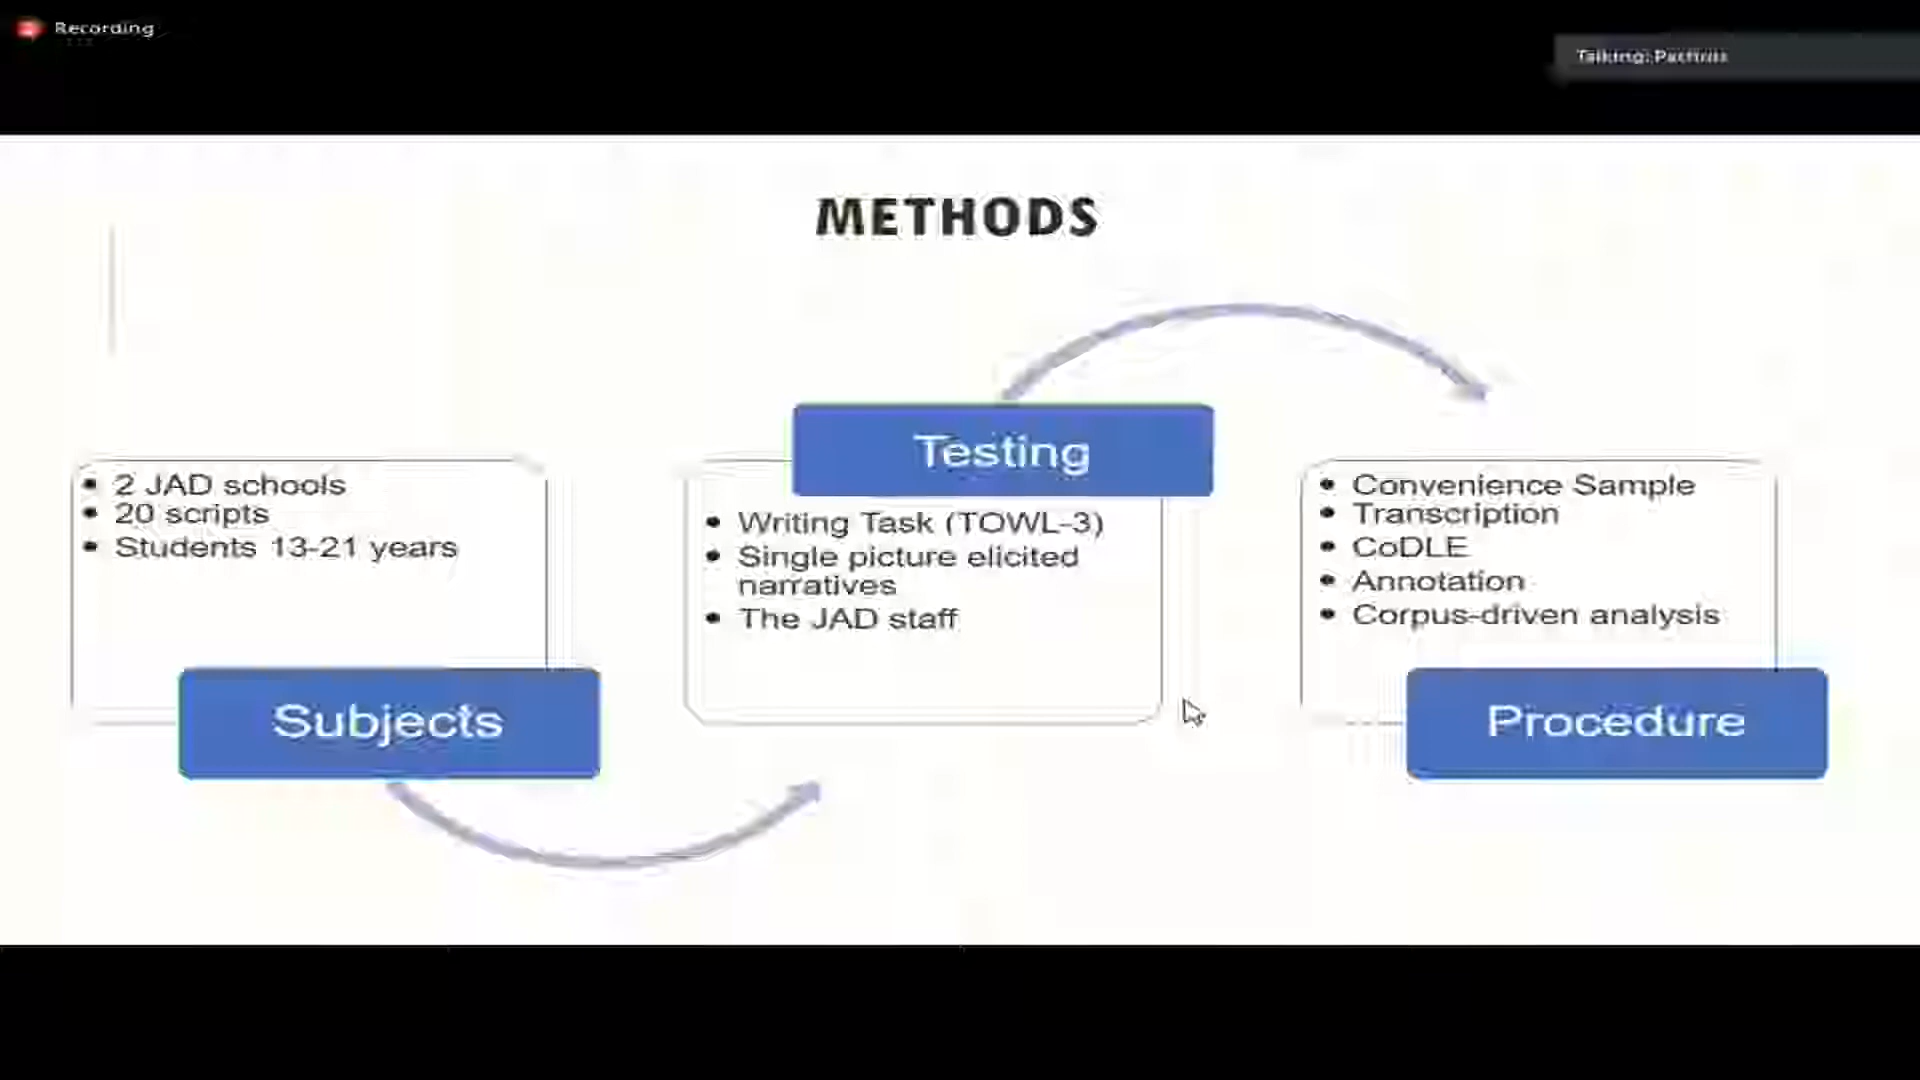 Recording
Talking:
METHODS
2 JAD schools
20 scripts
Students 13-21 years
Subjects
Testing
Writing Task (TOWL-3)
Single picture elicited
narratives
The JAD staff
Convenience Sample
Transcription
CoDLE
Annotation
Corpus-driven analysis
Procedure